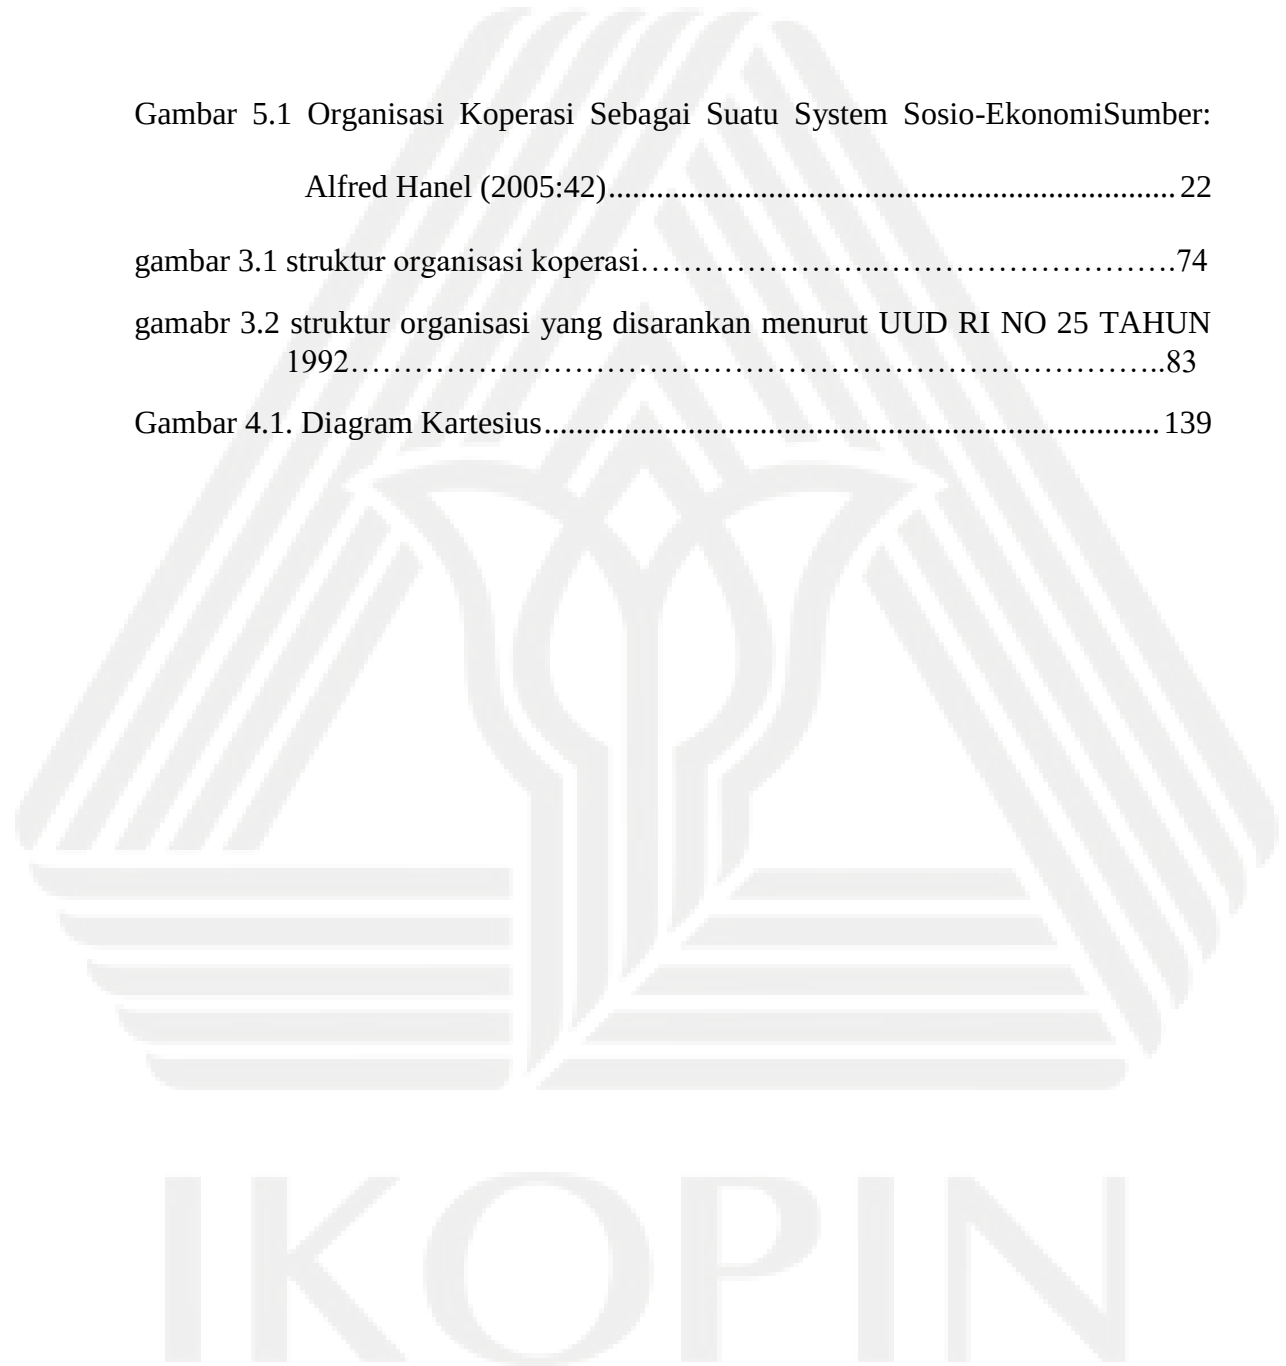 Gambar 5.1 Organisasi Koperasi Sebagai Suatu System Sosio-EkonomiSumber:
Alfred Hanel (2005:42)...................................................................... 22
gambar 3.1 struktur organisasi koperasi…………………...……………………….74
gamabr 3.2 struktur organisasi yang disarankan menurut UUD RI NO 25 TAHUN
1992…………………………………………………………………..83
Gambar 4.1. Diagram Kartesius............................................................................ 139
IKOPIN